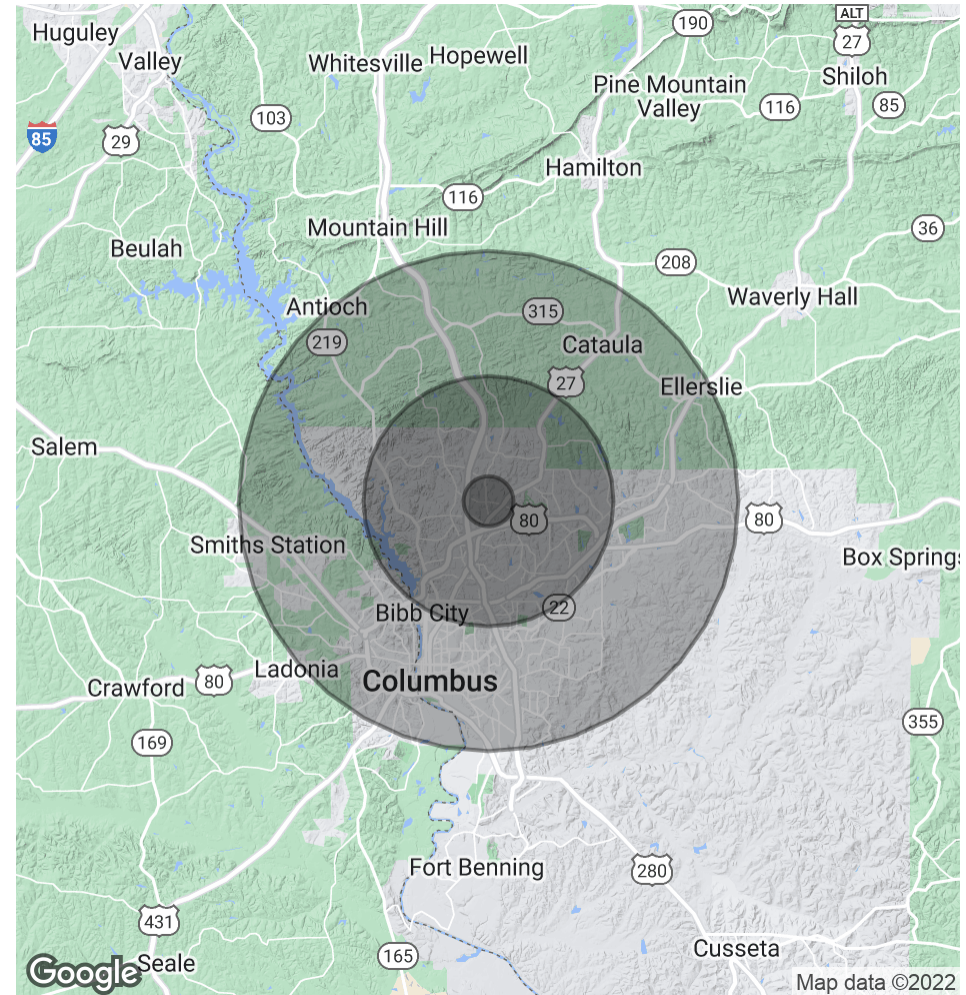 ALT
190
27
Huguley
Valley
Whitesville
Hopewell
Shiloh
Pine Mountain
Valley
116
85
103
85
29
Hamilton
116
Mountain Hill
36
Beulah
208
Waverly Hall
Antioch
315
219
Cataula
27
Ellerslie
Salem
80
80
Smiths Station
Box Springs
22
Bibb City
Ladonia
80
Crawford
Columbus
355
169
Fort Benning
280
431
Cusseta
165
Seale
Google
Map data ©2022